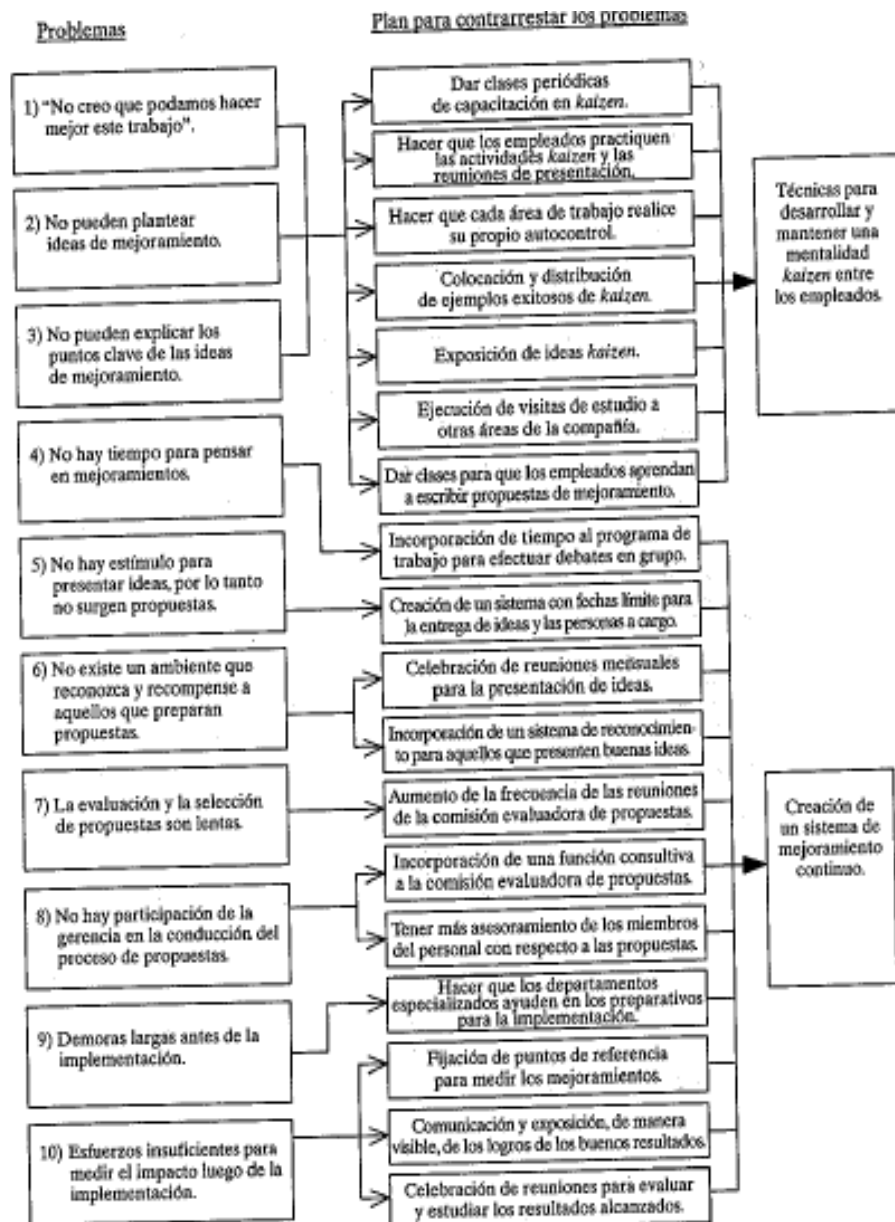 Problemas
Plan para contrarrestar los problemas
1) "No creo que podamos hacer
mejor este trabajo".
2) No pueden plantear
ideas de mejoramiento.
3) No pueden explicar los
puntos clave de las ideas
de mejoramiento.
4) No hay tiempo para pensar
en mejoramientos.
5) No hay estímulo para
presentar ideas, por lo tanto
no surgen propuestas.
6) No existe un ambiente que
reconozca y recompense a
aquellos que preparan
propuestas.
7) La evaluación y la selección
de propuestas son lentas.
8) No hay participación de la
gerencia en la conducción del
proceso de propuestas.
9) Demoras largas antes de la
implementación.
10) Esfuerzos insuficientes para
medir el impacto luego de la
implementación.
Dar clases periódicas
de capacitación en kaizen.
Hacer que los empleados practiquen
las actividades kaizen y las
reuniones de presentación.
Hacer que cada área de trabajo realice
su propio autocontrol.
Colocación y distribución
de ejemplos exitosos de kaizen.
Exposición de ideas kaizen.
Ejecución de visitas de estudio a
otras áreas de la compañía.
Dar clases para que los empleados aprendan
a escribir propuestas de mejoramiento.
Incorporación de tiempo al programa de
trabajo para efectuar debates en grupo.
Creación de un sistema con fechas límite para
la entrega de ideas y las personas a cargo.
Celebración de reuniones mensuales
para la presentación de ideas.
Incorporación de un sistema de reconocimien-
to para aquellos que presenten buenas ideas.
Aumento de la frecuencia de las reuniones
de la comisión evaluadora de propuestas.
Incorporación de una función consultiva
a la comisión evaluadora de propuestas.
Tener más asesoramiento de los miembros
del personal con respecto a las propuestas.
Hacer que los departamentos
especializados ayuden en los preparativos
para la implementación.
Fijación de puntos de referencia
para medir los mejoramientos.
Comunicación y exposición, de manera
visible, de los logros de los buenos resultados.
Celebración de reuniones para evaluar
y estudiar los resultados alcanzados.
Técnicas para
desarrollar y
mantener una
mentalidad
kaizen entre
los empleados.
Creación de
un sistema de
mejoramiento
continuo.